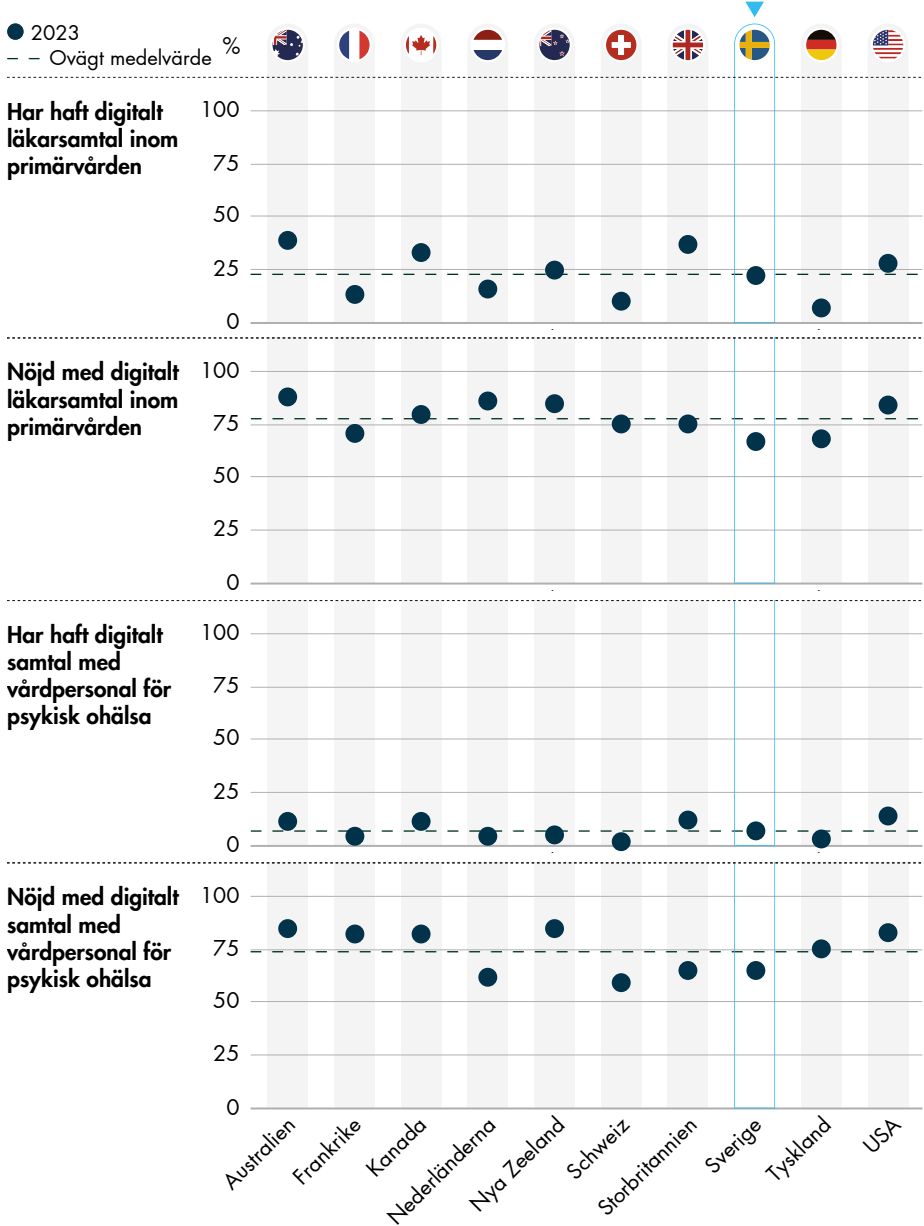 2023
Ovägt medelvärde
%
Har haft digitalt
läkarsamtal inom
primärvården
100
75
50
25
0
Nöjd med digitalt
läkarsamtal inom
primärvården
100
75
50
25
0
Har haft digitalt
samtal med
vårdpersonal för
psykisk ohälsa
100
75
50
25
0
Nöjd med digitalt
samtal med
vårdpersonal för
psykisk ohälsa
100
75
50
25
0
Australien
Frankrike
Kanada
Nederländerna
Nya Zeeland
Schweiz
Storbritannien
Sverige
Tyskland
USA